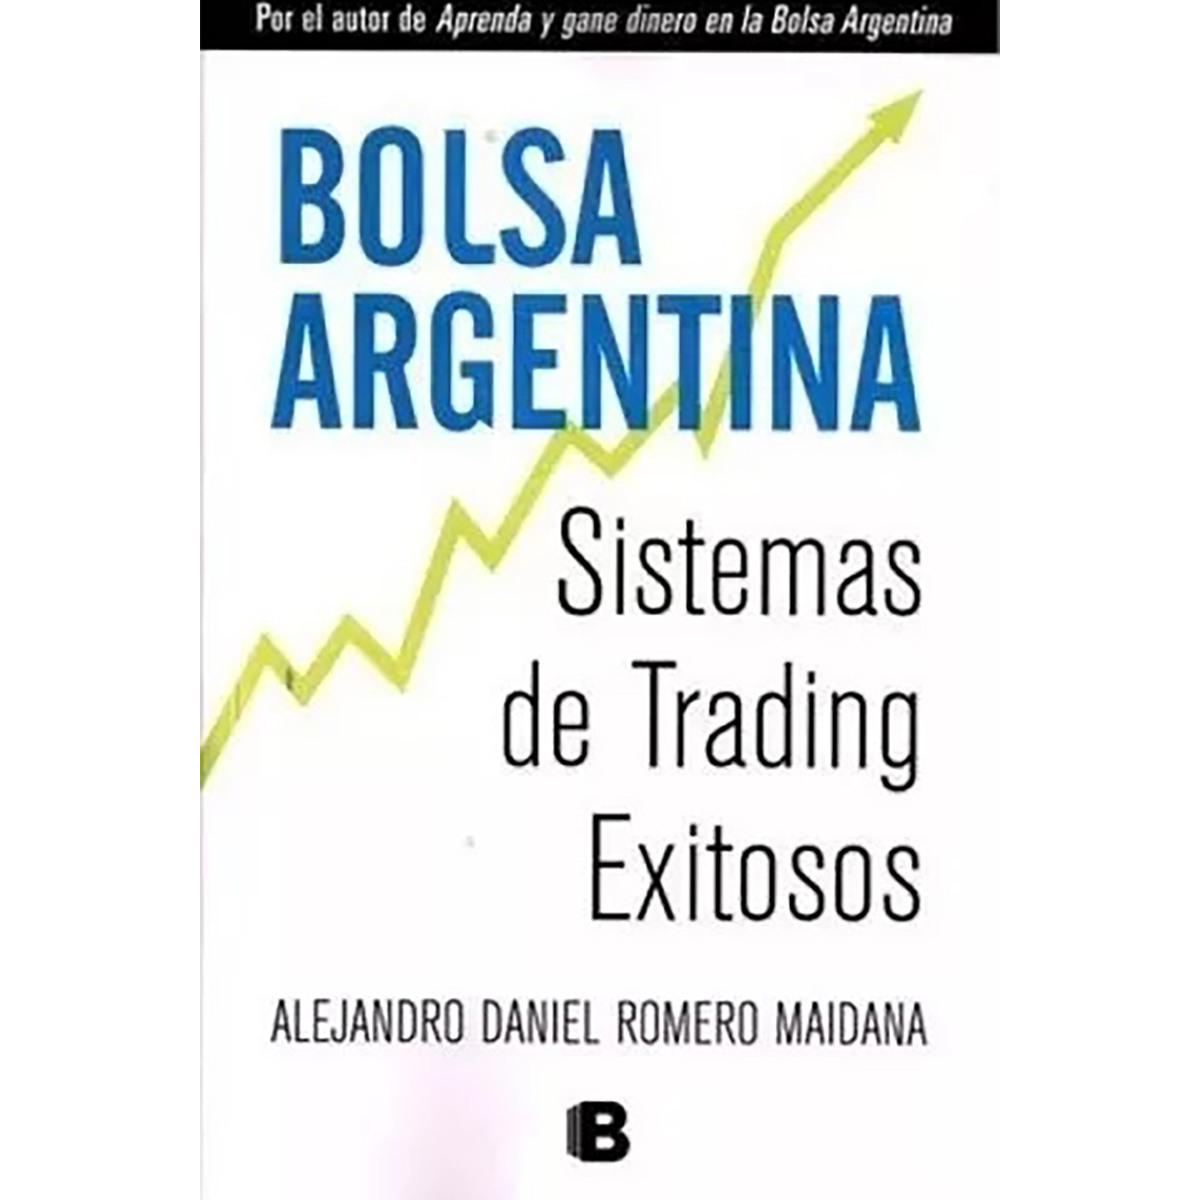 Por el autor de Aprenda y gane dinero en la Bolsa Argentina
BOLSA
ARGENTINA
Sistemas
de Trading
Exitosos
ALEJANDRO DANIEL ROMERO MAIDANA
B